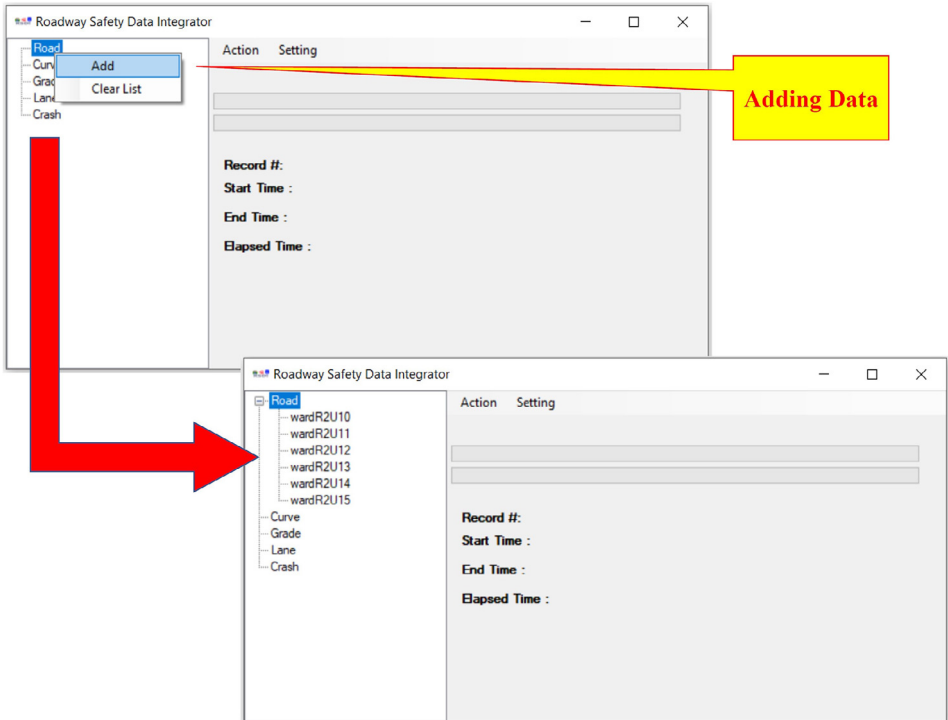 Roadway Safety Data Integrator
Road
Add
Clear List
Crash
Action Setting
Adding Data
Record #:
Start Time :
End Time :
Elapsed Time :
Roadway Safety Data Integrator
Road
wardR2U10
wardR2U11
wardR2U12
wardR2U13
wardR2U14
wardR2U15
Curve
Grade
Lane
Crash
Action Setting
Record #:
Start Time :
End Time :
Elapsed Time :